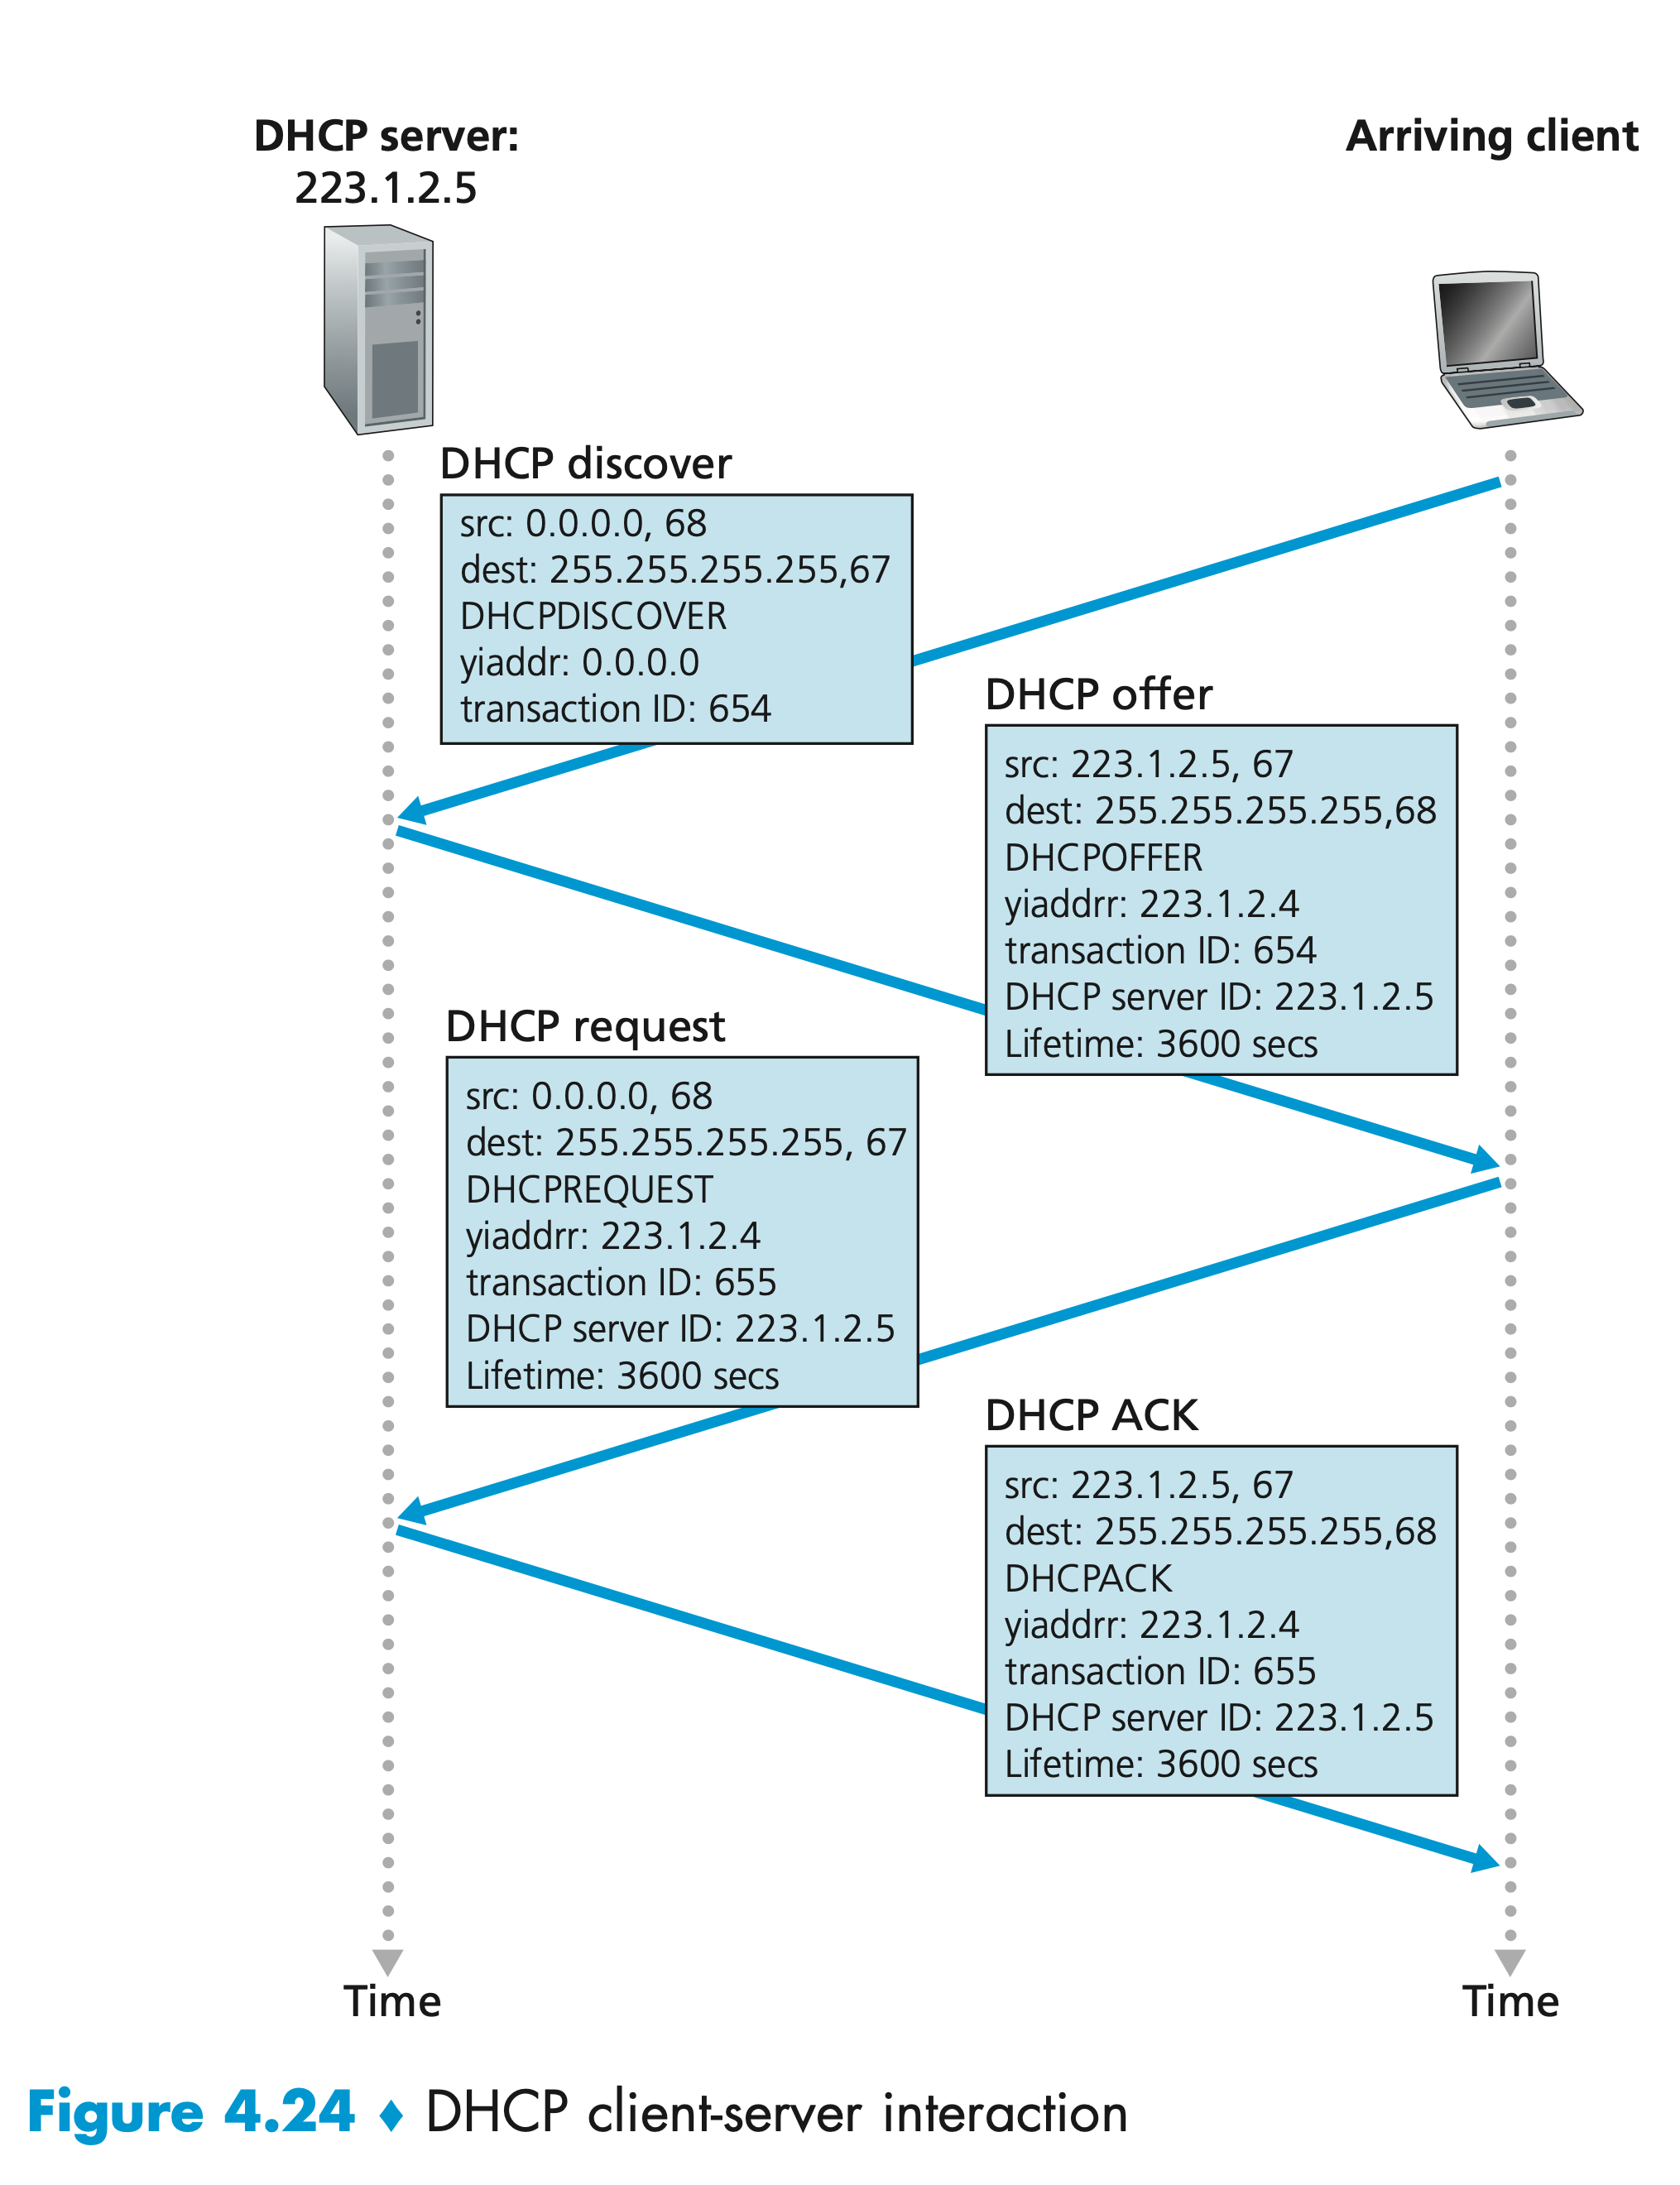 DHCP server:
223.1.2.5
Arriving client
DHCP discover
src: 0.0.0.0, 68
dest: 255.255.255.255,67
DHCPDISCOVER
yiaddr: 0.0.0.0
transaction ID: 654
DHCP offer
src: 223.1.2.5, 67
dest: 255.255.255.255,68
DHCPOFFER
yiaddrr: 223.1.2.4
transaction ID: 654
DHCP server ID: 223.1.2.5
Lifetime: 3600 secs
DHCP request
src: 0.0.0.0, 68
dest: 255.255.255.255, 67
DHCPREQUEST
yiaddrr: 223.1.2.4
transaction ID: 655
DHCP server ID: 223.1.2.5
Lifetime: 3600 secs
DHCP ACK
src: 223.1.2.5, 67
dest: 255.255.255.255,68
DHCPACK
yiaddrr: 223.1.2.4
transaction ID: 655
DHCP server ID: 223.1.2.5
Lifetime: 3600 secs
Time
Time
Figure 4.24 ♦ DHCP client-server interaction